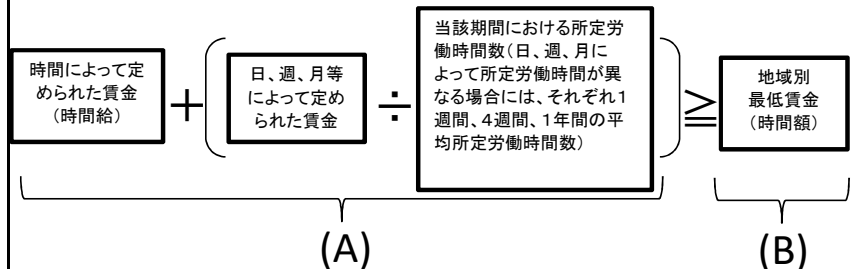 時間によって定
められた賃金
(時間給)
+
日、週、月等
によって定め
られた賃金
÷
当該期間における所定労
働時間数(日、週、月に
よって所定労働時間が異
なる場合には、それぞれ1
週間、4週間、1年間の平
均所定労働時間数)
≧
地域別
最低賃金
(時間額)
(A)
(B)